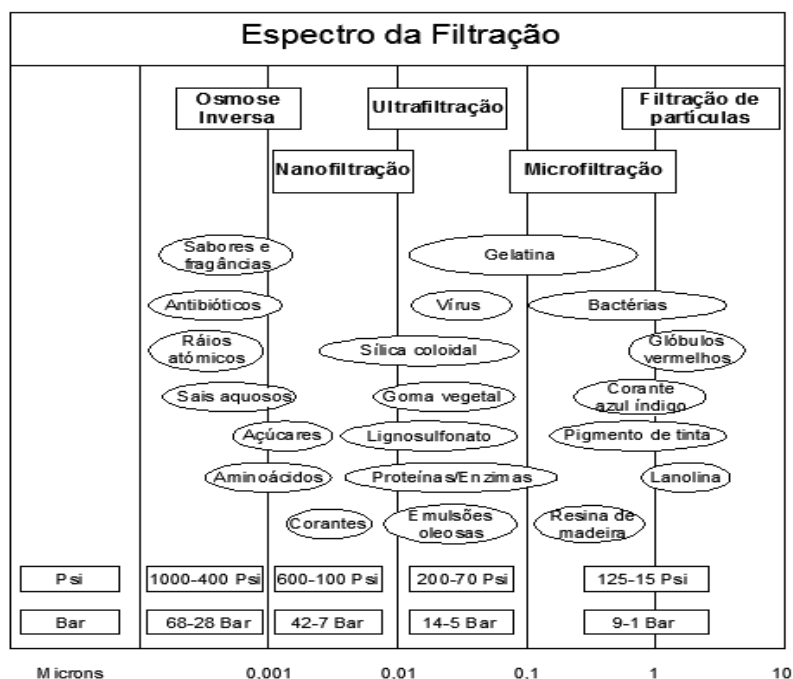 Espectro da Filtração
Osmose
Inversa
Ultrafiltração
Filtração de
partículas
Nanofiltração
Microfiltração
Sabores e
fragâncias
Gelatina
Antibióticos
Vírus
Bactérias
Ráios
atómicos
Sílica coloidal
Glóbulos
vermelhos
Sais aquosos
Goma vegetal
Corante
azul índigo
Açúcares
Lignosulfonato
Pigmento de tinta
Aminoácidos
Proteínas/Enzimas
Lanolina
Corantes
Emulsões
oleosas
Resina de
madeira
Psi
1000-400 Psi
600-100 Psi
200-70 Psi
125-15 Psi
Bar
68-28 Bar
42-7 Bar
14-5 Bar
9-1 Bar
Microns
0.001
0.01
0.1
1
10